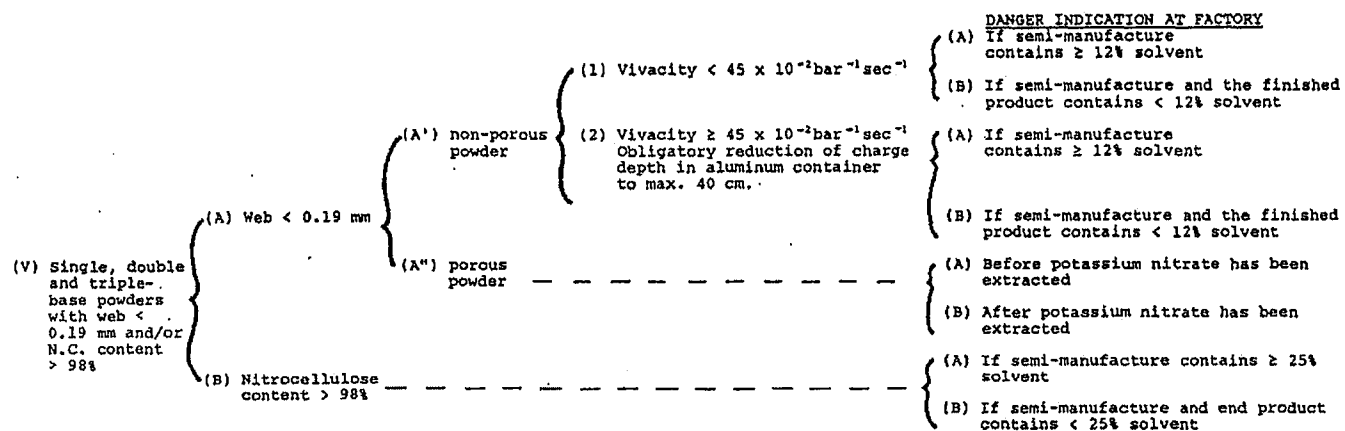 DANGER INDICATION AT FACTORY
(A) If semi-manufacture
contains ≥ 12% solvent
(1) Vivacity < 45 x 10⁻²bar⁻¹sec⁻¹
(B) If semi-manufacture and the finished
product contains < 12% solvent
(A') non-porous
powder
(2) Vivacity ≥ 45 x 10⁻²bar⁻¹sec⁻¹
Obligatory reduction of charge
depth in aluminum container
to max. 40 cm.
(A) If semi-manufacture
contains ≥ 12% solvent
(A) Web < 0.19 mm
(B) If semi-manufacture and the finished
product contains < 12% solvent
(V) Single, double
and triple-
base powders
with web <
0.19 mm and/or
N.C. content
> 98%
(A") porous
powder
(A) Before potassium nitrate has been
extracted
(B) After potassium nitrate has been
extracted
(B) Nitrocellulose
content > 98%
(A) If semi-manufacture contains ≥ 25%
solvent
(B) If semi-manufacture and end product
contains < 25% solvent